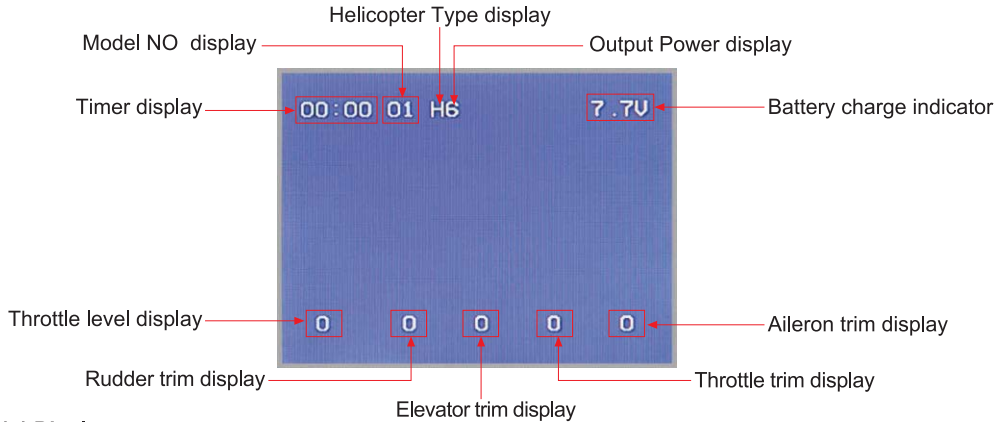 Helicopter Type display
Model NO display
Output Power display
Timer display
00:00 01 H6 7.7V
Battery charge indicator
Throttle level display
0 0 0 0 0
Aileron trim display
Rudder trim display
Throttle trim display
Elevator trim display